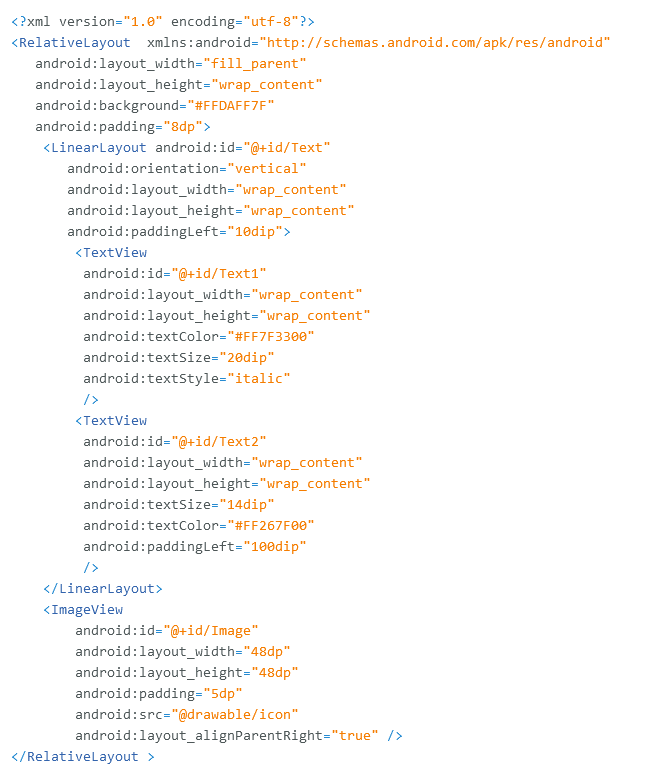 <?xml version="1.0" encoding="utf-8"?>
<RelativeLayout  xmlns:android="http://schemas.android.com/apk/res/android"
   android:layout_width="fill_parent"
   android:layout_height="wrap_content"
   android:background="#FFDAFF7F"
   android:padding="8dp">
    <LinearLayout android:id="@+id/Text"
       android:orientation="vertical"
       android:layout_width="wrap_content"
       android:layout_height="wrap_content"
       android:paddingLeft="10dip">
        <TextView
         android:id="@+id/Text1"
         android:layout_width="wrap_content"
         android:layout_height="wrap_content"
         android:textColor="#FF7F3300"
         android:textSize="20dip"
         android:textStyle="italic"
         />
        <TextView
         android:id="@+id/Text2"
         android:layout_width="wrap_content"
         android:layout_height="wrap_content"
         android:textSize="14dip"
         android:textColor="#FF267F00"
         android:paddingLeft="100dip"
         />
    </LinearLayout>
    <ImageView
        android:id="@+id/Image"
        android:layout_width="48dp"
        android:layout_height="48dp"
        android:padding="5dp"
        android:src="@drawable/icon"
        android:layout_alignParentRight="true" />
</RelativeLayout >